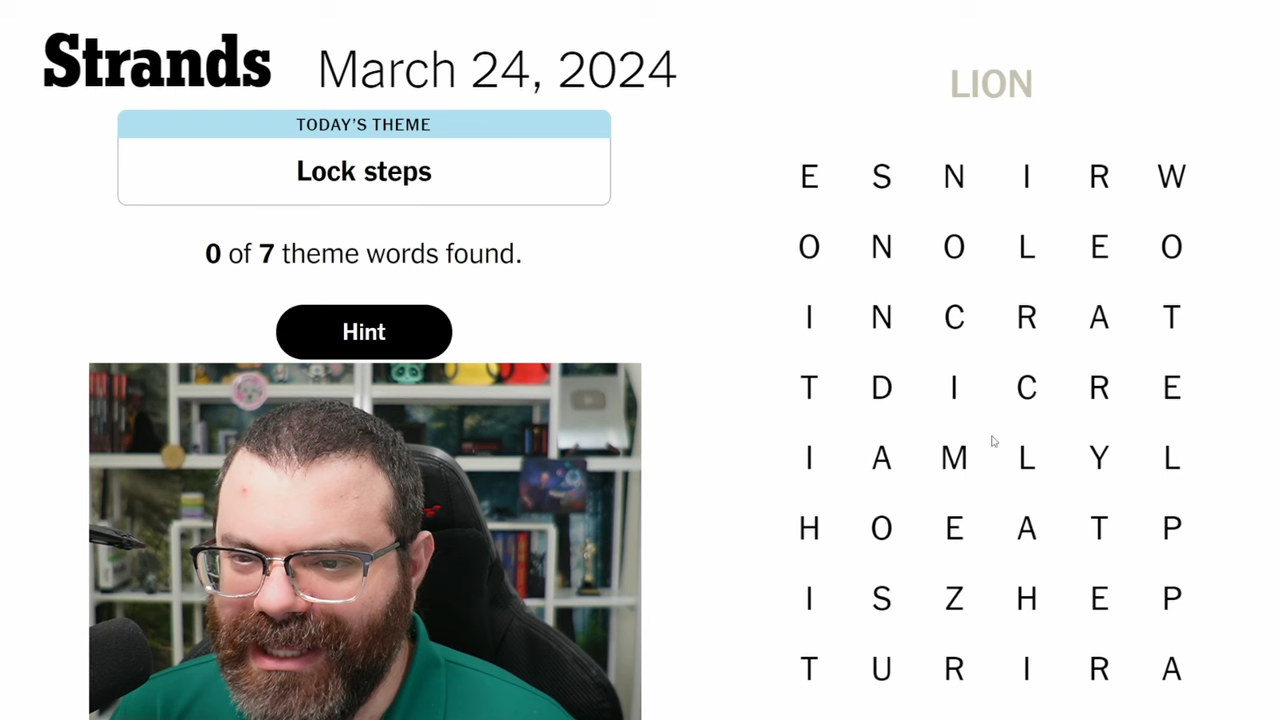 Strands March 24, 2024
TODAY'S THEME
Lock steps
0 of 7 theme words found.
Hint
LION
E S N I R W
O N O L E O
I N C R A T
T D I C R E
I A M L Y L
H O E A T P
I S Z H E P
T U R I R A